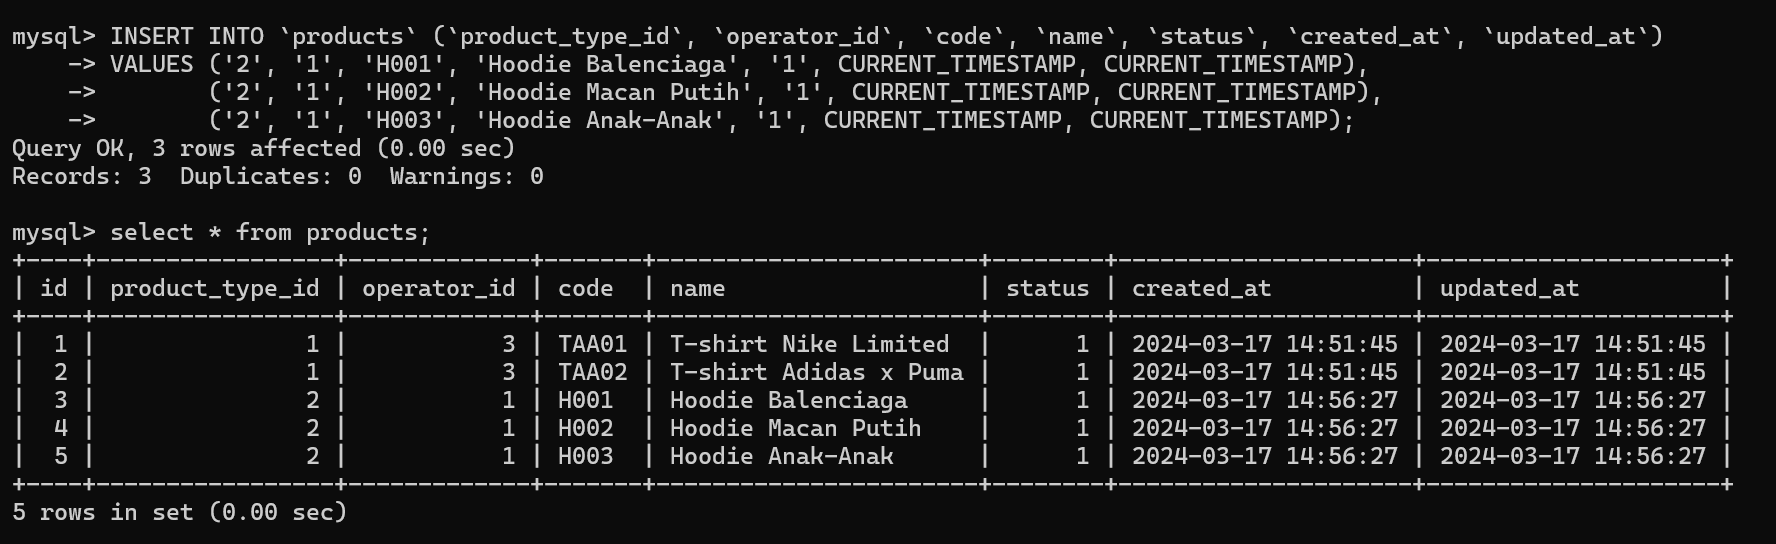 mysql> INSERT INTO `products` (`product_type_id`, `operator_id`, `code`, `name`, `status`, `created_at`, `updated_at`)
    -> VALUES ('2', '1', 'H001', 'Hoodie Balenciaga', '1', CURRENT_TIMESTAMP, CURRENT_TIMESTAMP),
    ->        ('2', '1', 'H002', 'Hoodie Macan Putih', '1', CURRENT_TIMESTAMP, CURRENT_TIMESTAMP),
    ->        ('2', '1', 'H003', 'Hoodie Anak-Anak', '1', CURRENT_TIMESTAMP, CURRENT_TIMESTAMP);
Query OK, 3 rows affected (0.00 sec)
Records: 3  Duplicates: 0  Warnings: 0

mysql> select * from products;
+----+-----------------+-------------+-------+-----------------------+--------+---------------------+---------------------+
| id | product_type_id | operator_id | code  | name                  | status | created_at          | updated_at          |
+----+-----------------+-------------+-------+-----------------------+--------+---------------------+---------------------+
|  1 |               1 |           3 | TAA01 | T-shirt Nike Limited  |      1 | 2024-03-17 14:51:45 | 2024-03-17 14:51:45 |
|  2 |               1 |           3 | TAA02 | T-shirt Adidas x Puma |      1 | 2024-03-17 14:51:45 | 2024-03-17 14:51:45 |
|  3 |               2 |           1 | H001  | Hoodie Balenciaga     |      1 | 2024-03-17 14:56:27 | 2024-03-17 14:56:27 |
|  4 |               2 |           1 | H002  | Hoodie Macan Putih    |      1 | 2024-03-17 14:56:27 | 2024-03-17 14:56:27 |
|  5 |               2 |           1 | H003  | Hoodie Anak-Anak      |      1 | 2024-03-17 14:56:27 | 2024-03-17 14:56:27 |
+----+-----------------+-------------+-------+-----------------------+--------+---------------------+---------------------+
5 rows in set (0.00 sec)